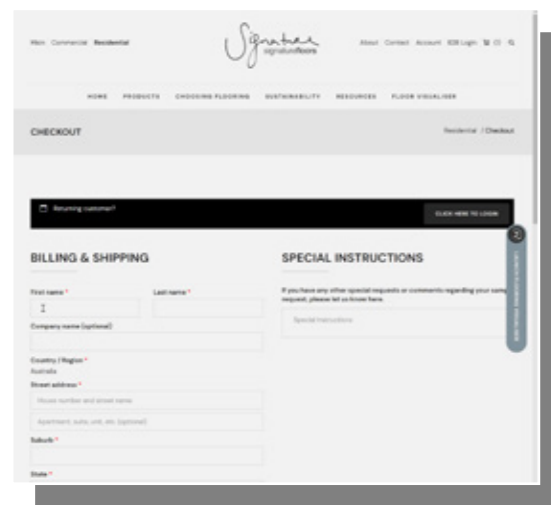 Main Commercial Residential
Signature
signaturefloors
About Contact Account B2B Login
HOME PRODUCTS CHOOSING FLOORING SUSTAINABILITY RESOURCES FLOOR VISUALISER
CHECKOUT
Residential / Checkout
Returning customer?
CLICK HERE TO LOGIN
BILLING & SHIPPING
First name *
Last name *
Company name (optional)
Country / Region *
Australia
Street address *
House number and street name
Apartment, suite, unit, etc. (optional)
Suburb *
State *
SPECIAL INSTRUCTIONS
If you have any other special requests or comments regarding your sample
request, please let us know here.
Special instructions